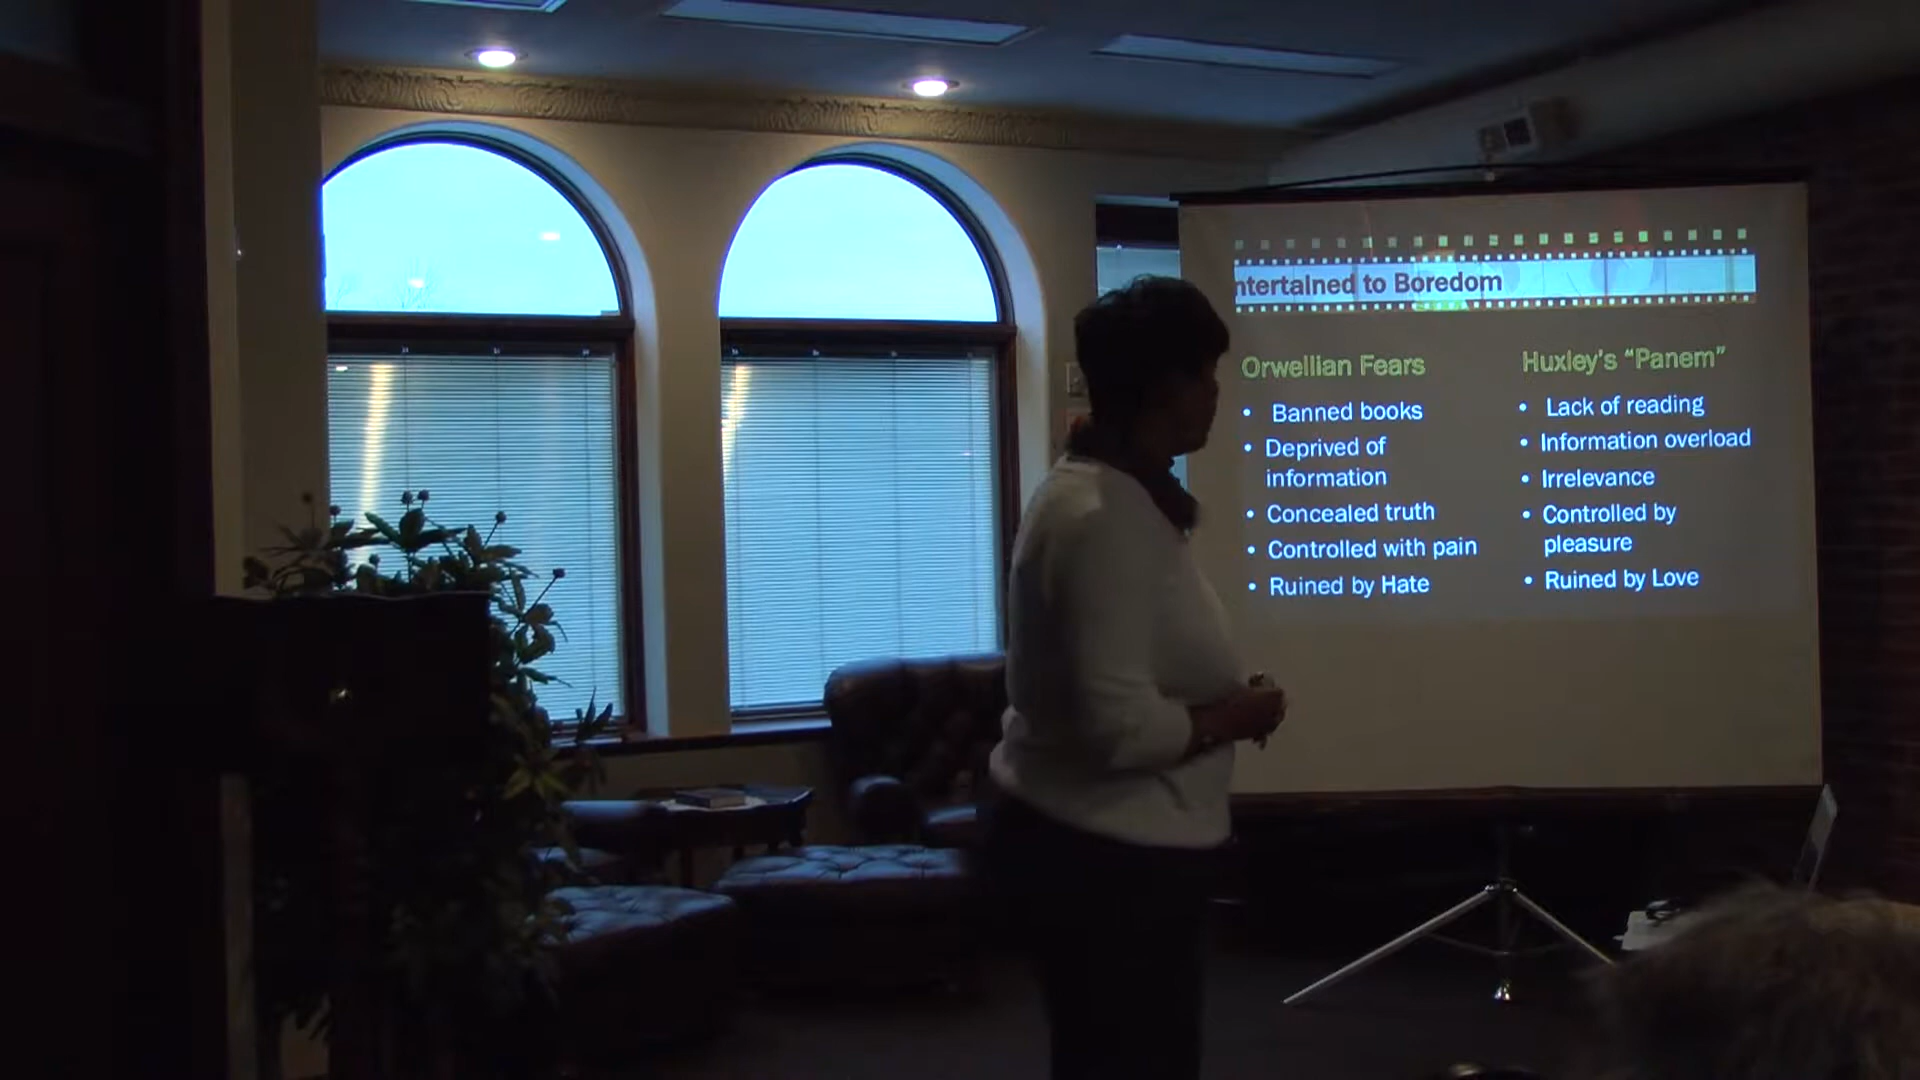 ntertained to Boredom
Orwellian Fears
• Banned books
• Deprived of
information
• Concealed truth
• Controlled with pain
• Ruined by Hate
Huxley's “Panem”
• Lack of reading
• Information overload
• Irrelevance
• Controlled by
pleasure
• Ruined by Love